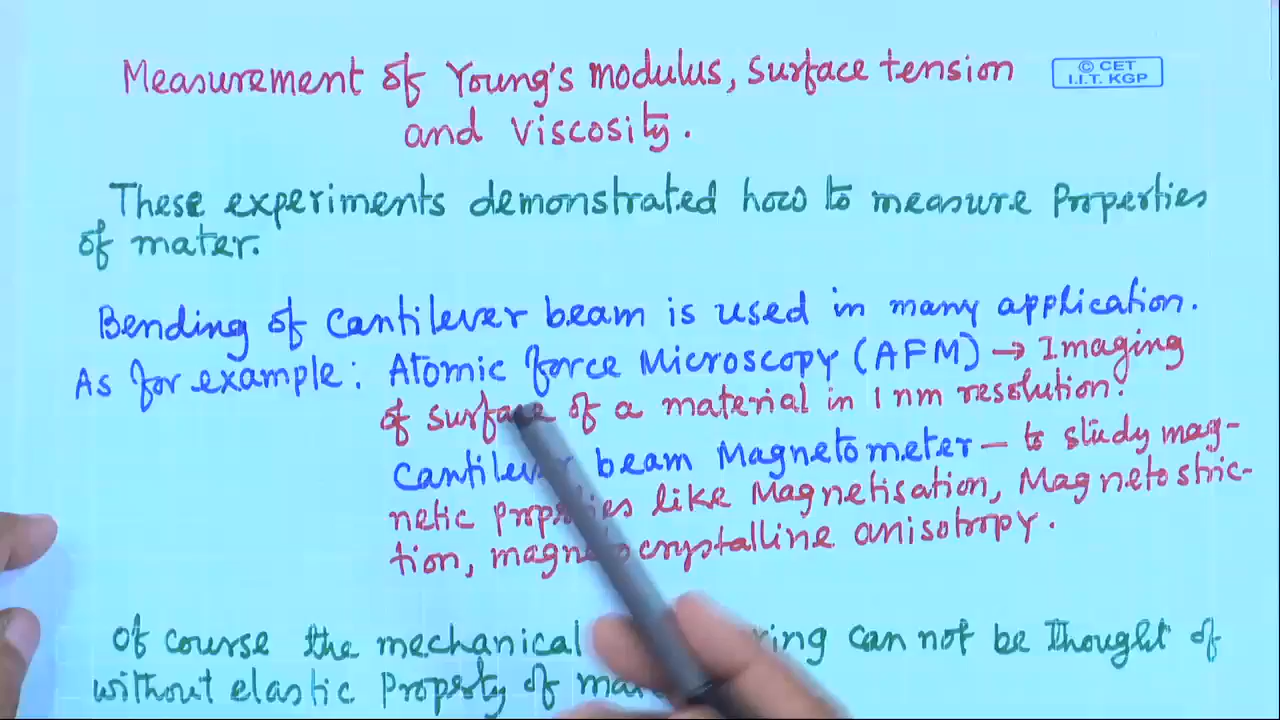 Measurement of Young's modulus, surface tension
© CET
I.I.T. KGP
and viscosity.
These experiments demonstrated how to measure Properties
of mater.
Bending of cantilever beam is used in many application.
As for example: Atomic force Microscopy (AFM) → Imaging
of surface of a material in 1 nm resolution.
Cantilever beam Magnetometer – to study mag-
netic properties like Magnetisation, Magnetostric-
tion, magnetocrystalline anisotropy.
Of course the mechanical can not be thought of
without elastic Property of